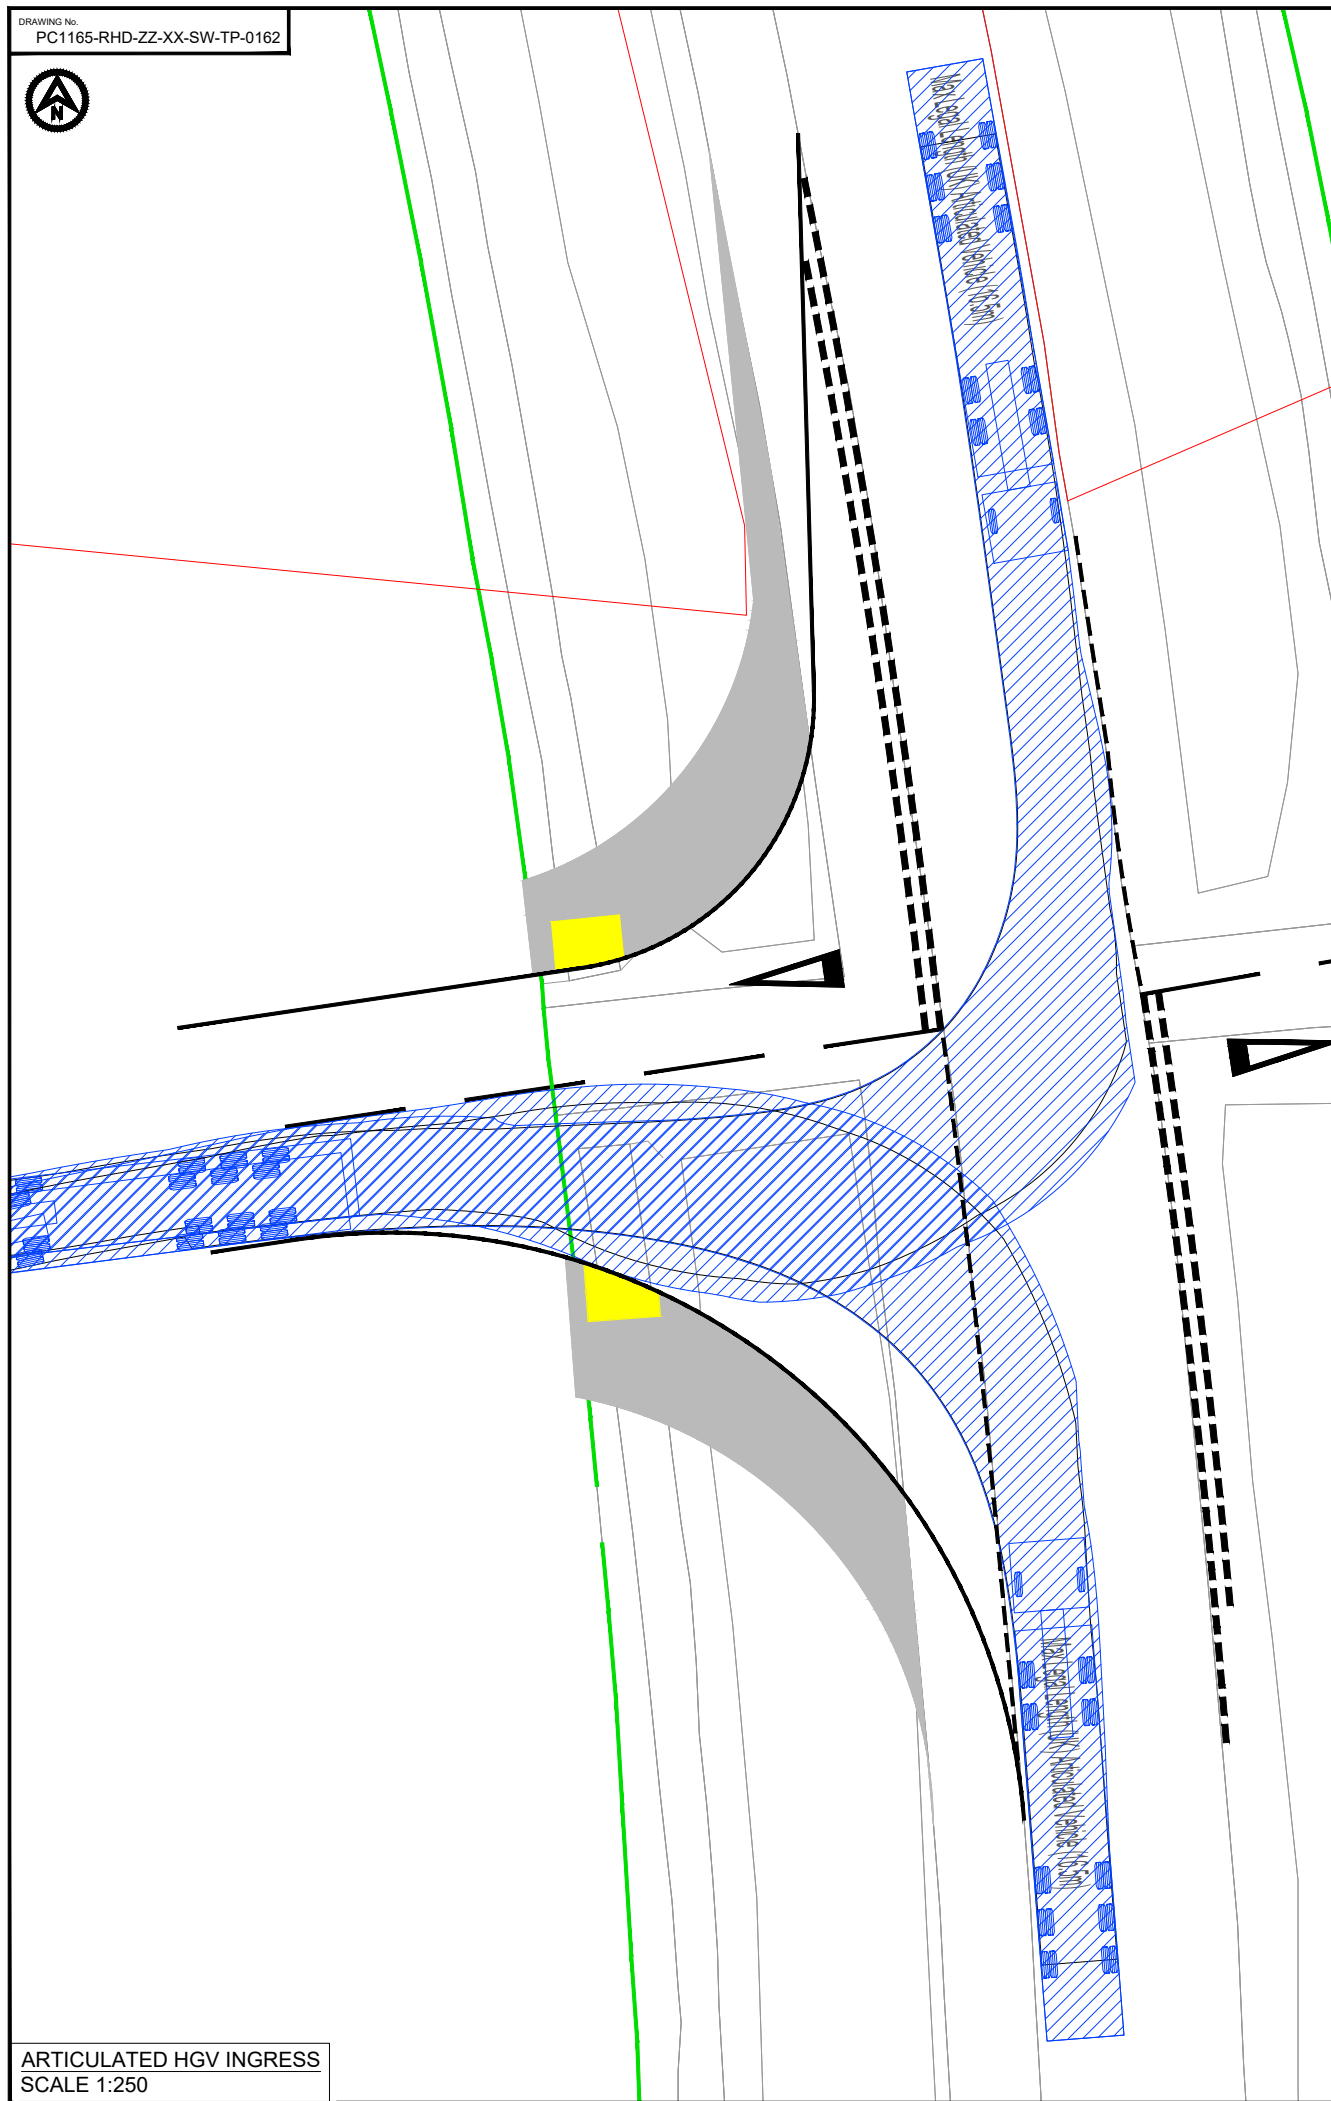 DRAWING No.
PC1165-RHD-ZZ-XX-SW-TP-0162
N
Max Legal Length (UK) Articulated Vehicle (16.5m)
Max Legal Length (UK) Articulated Vehicle (16.5m)
ARTICULATED HGV INGRESS
SCALE 1:250